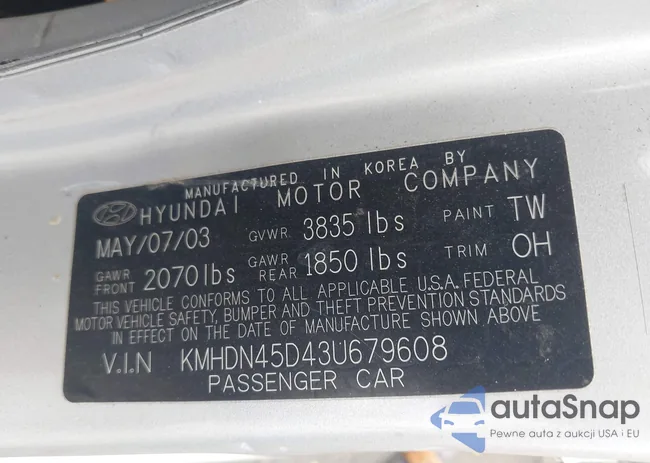 MANUFACTURED IN KOREA BY
HYUNDAI MOTOR COMPANY
MAY/07/03 GVWR 3835 lbs PAINT TW
GAWR FRONT 2070 lbs GAWR REAR 1850 lbs TRIM OH
THIS VEHICLE CONFORMS TO ALL APPLICABLE U.S.A. FEDERAL
MOTOR VEHICLE SAFETY, BUMPER AND THEFT PREVENTION STANDARDS
IN EFFECT ON THE DATE OF MANUFACTURE SHOWN ABOVE
V.I.N KMHDN45D43U679608
PASSENGER CAR
autaSnap
Pewne auta z aukcji USA i EU